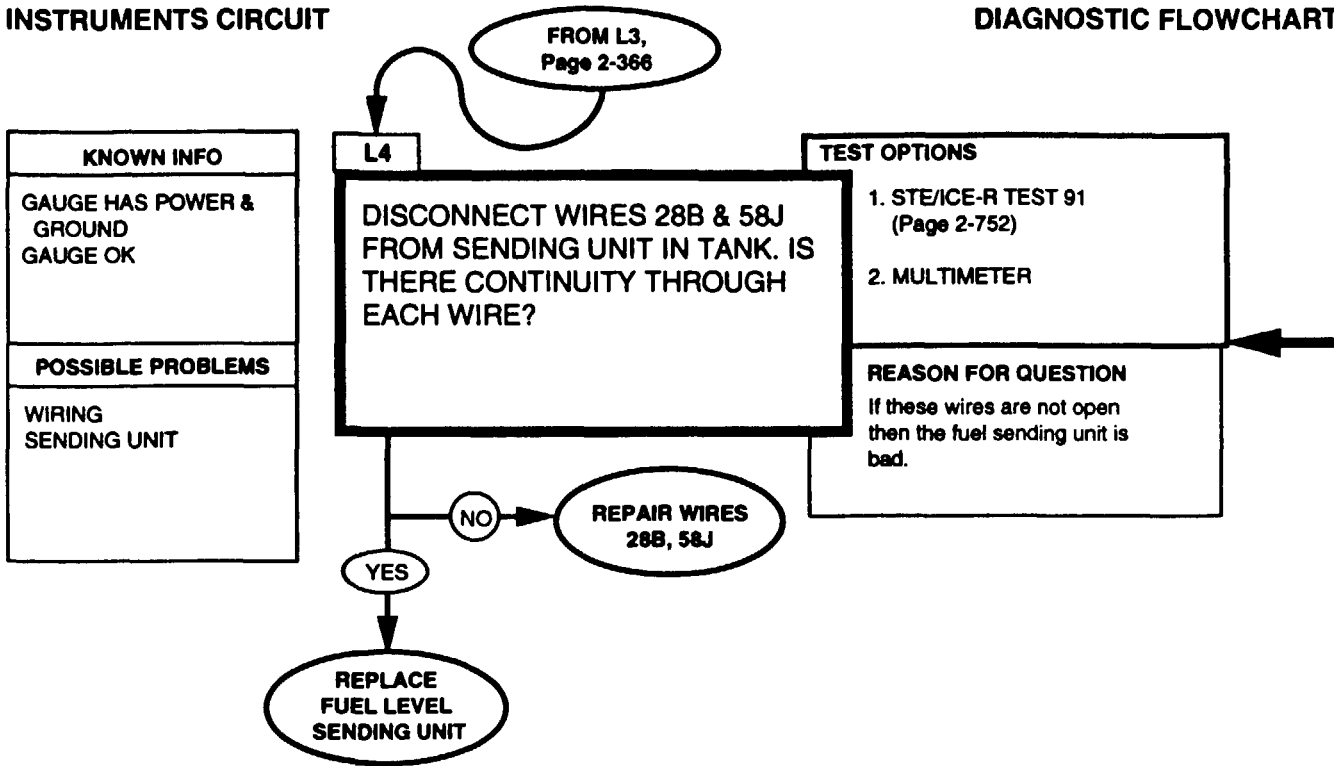 INSTRUMENTS CIRCUIT
DIAGNOSTIC FLOWCHART
FROM L3,
Page 2-366
KNOWN INFO
GAUGE HAS POWER &
GROUND
GAUGE OK
POSSIBLE PROBLEMS
WIRING
SENDING UNIT
L4
DISCONNECT WIRES 28B & 58J
FROM SENDING UNIT IN TANK. IS
THERE CONTINUITY THROUGH
EACH WIRE?
TEST OPTIONS
1. STE/ICE-R TEST 91
(Page 2-752)
2. MULTIMETER
REASON FOR QUESTION
If these wires are not open
then the fuel sending unit is
bad.
NO
REPAIR WIRES
28B, 58J
YES
REPLACE
FUEL LEVEL
SENDING UNIT